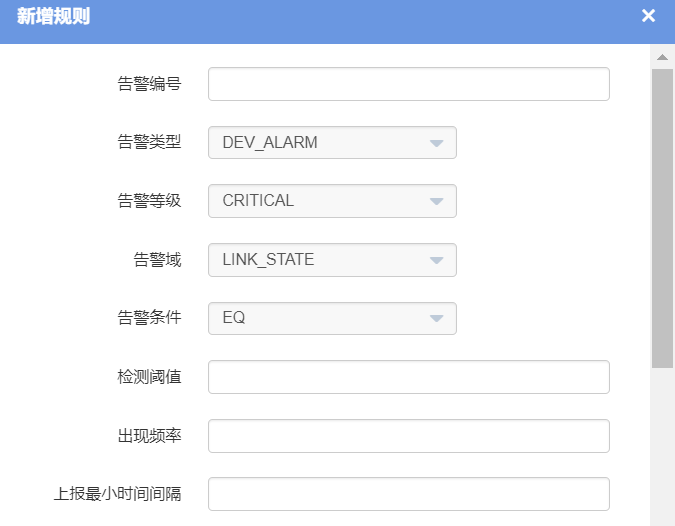 新增规则 ×
告警编号
告警类型 DEV_ALARM
告警等级 CRITICAL
告警域 LINK_STATE
告警条件 EQ
检测阈值
出现频率
上报最小时间间隔